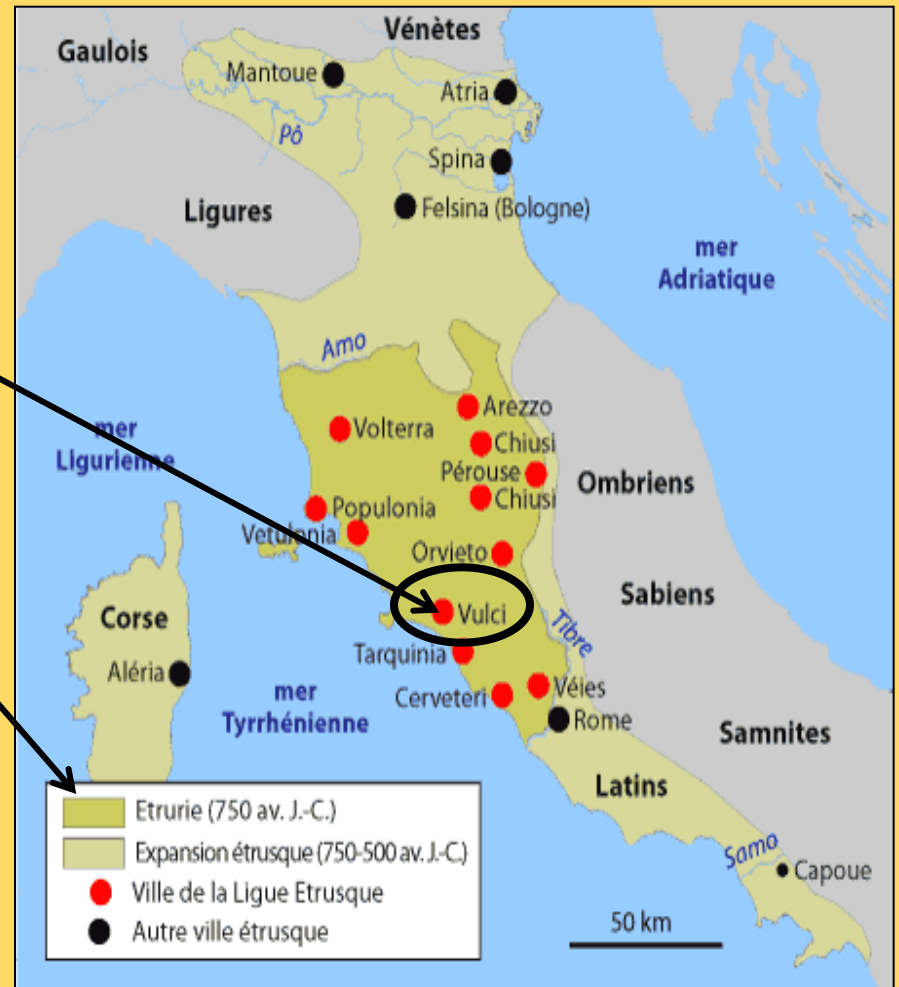 Vénètes
Gaulois
Mantoue
Atria
Pô
Spina
Felsina (Bologne)
Ligures
mer
Adriatique
Arno
Arezzo
Volterra
Chiusi
mer
Ligurienne
Pérouse
Ombriens
Chiusi
Populonia
Vetulonia
Orvieto
Sabiens
Corse
Vulci
Tibre
Tarquinia
Aléria
mer
Tyrrhénienne
Cerveteri
Véies
Rome
Samnites
Latins
Etrurie (750 av. J.-C.)
Expansion étrusque (750-500 av. J.-C.)
Ville de la Ligue Etrusque
Autre ville étrusque
Samo
Capoue
50 km